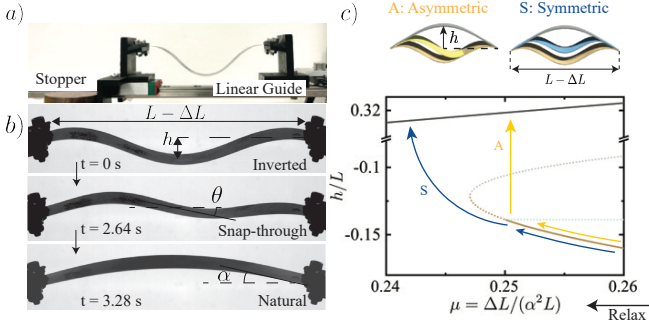 a)
Stopper
Linear Guide
b)
L − ΔL
h
t = 0 s
Inverted
θ
t = 2.64 s
Snap-through
α
t = 3.28 s
Natural
c)
A: Asymmetric
S: Symmetric
h
L − ΔL
h/L
0.32
-0.1
-0.15
A
S
0.24
0.25
0.26
μ = ΔL/(α²L)
Relax